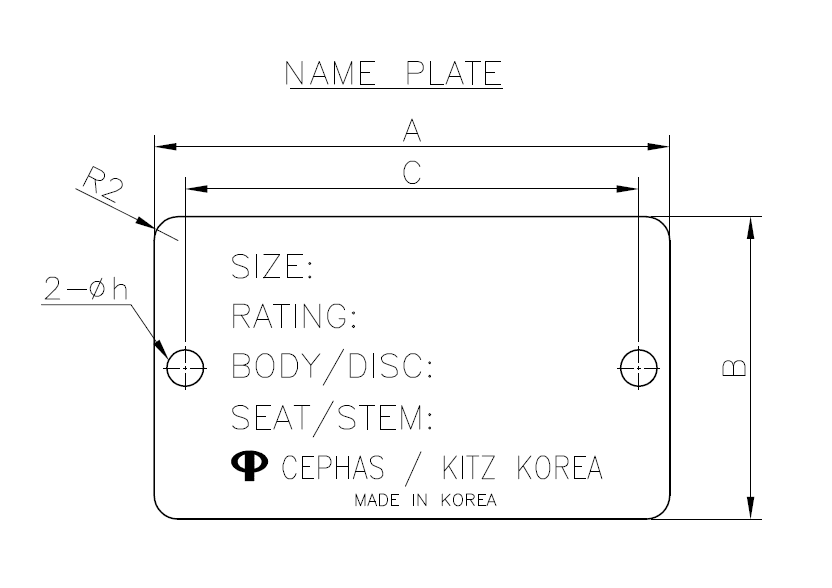 NAME PLATE
A
C
R2
2-øh
SIZE:
RATING:
BODY/DISC:
B
SEAT/STEM:
CEPHAS / KITZ KOREA
MADE IN KOREA